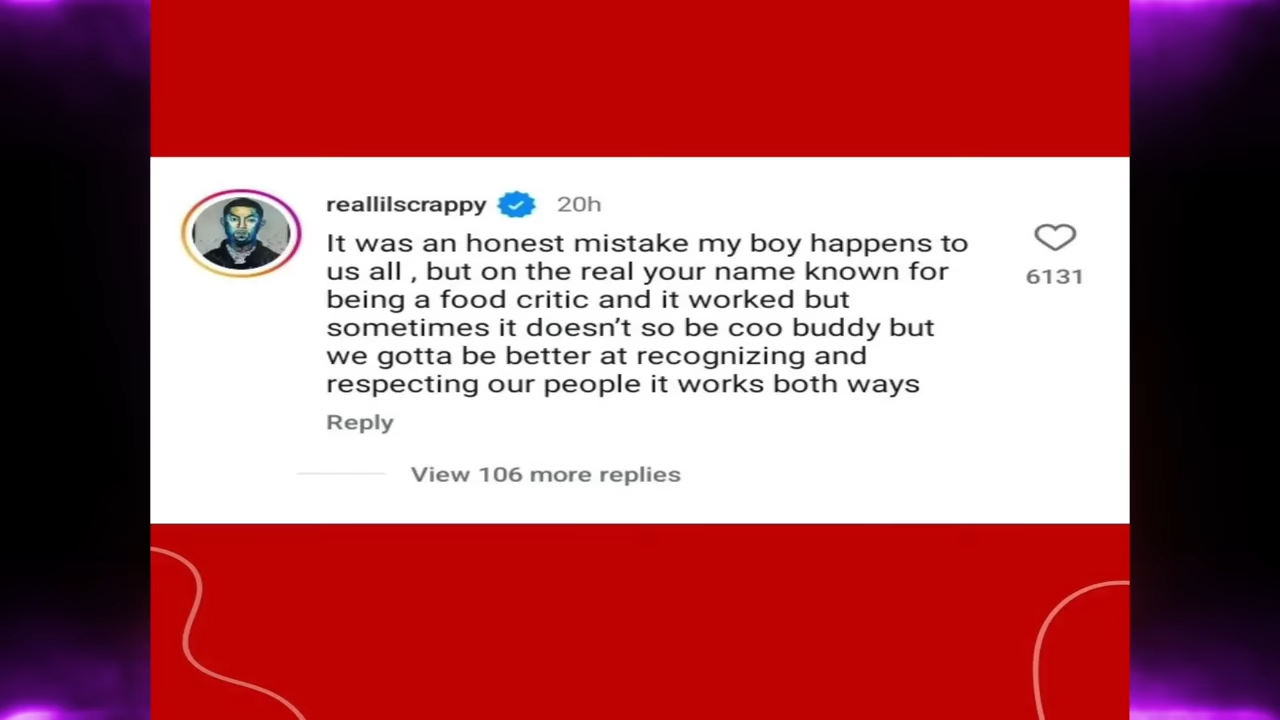 reallilscrappy 20h
It was an honest mistake my boy happens to
us all , but on the real your name known for
being a food critic and it worked but
sometimes it doesn't so be coo buddy but
we gotta be better at recognizing and
respecting our people it works both ways
6131
Reply
View 106 more replies